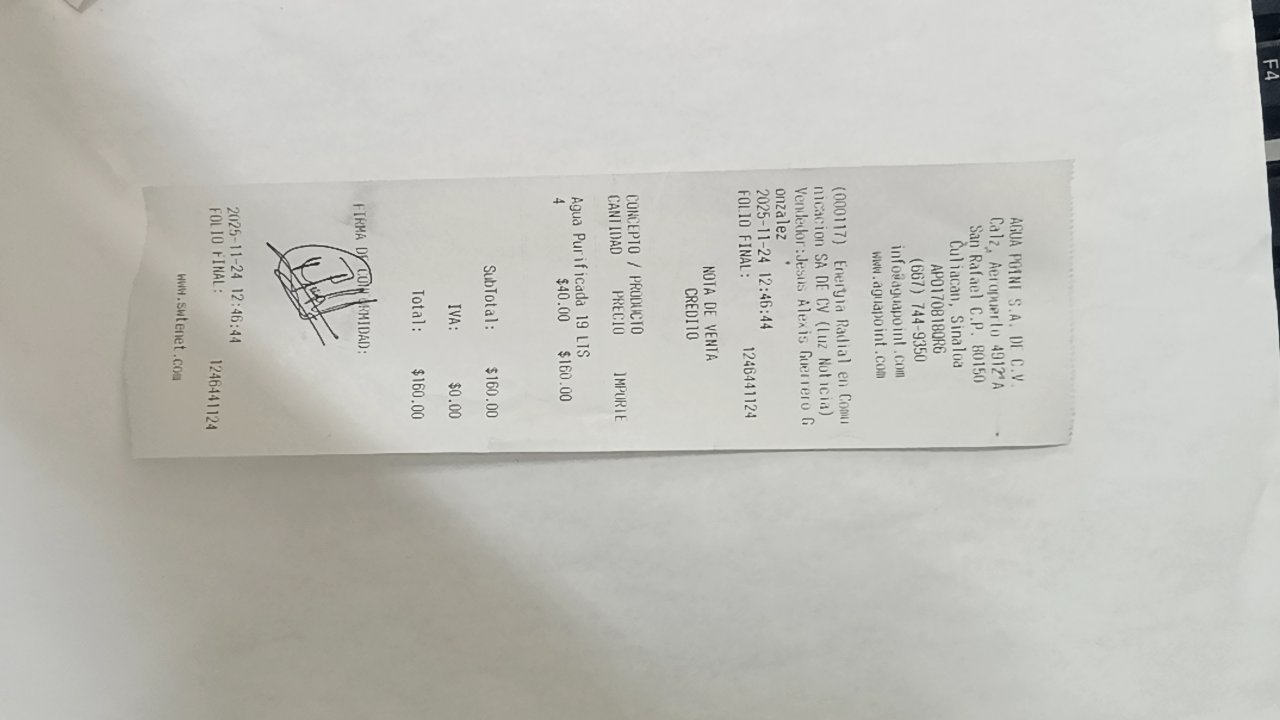 AGUA POINT S.A. DE C.V.
Calz. Aeropuerto 4912 A
San Rafael C.P. 80150
Culiacan, Sinaloa
APO170818QR6
(667) 744-9350
info@aguapoint.com
www.aguapoint.com
(000117) Energia Radial en Comu
nicacion SA DE CV (Luz Noticia)
Vendedor:Jesus Alexis Guerrero G
onzalez
2025-11-24 12:46:44
FOLIO FINAL: 1246441124
NOTA DE VENTA
CREDITO
CONCEPTO / PRODUCTO
CANTIDAD PRECIO IMPORTE
Agua Purificada 19 LTS
4 $40.00 $160.00
SubTotal: $160.00
IVA: $0.00
Total: $160.00
FIRMA DE CONFORMIDAD:
2025-11-24 12:46:44
FOLIO FINAL: 1246441124
www.swtenet.com
F4